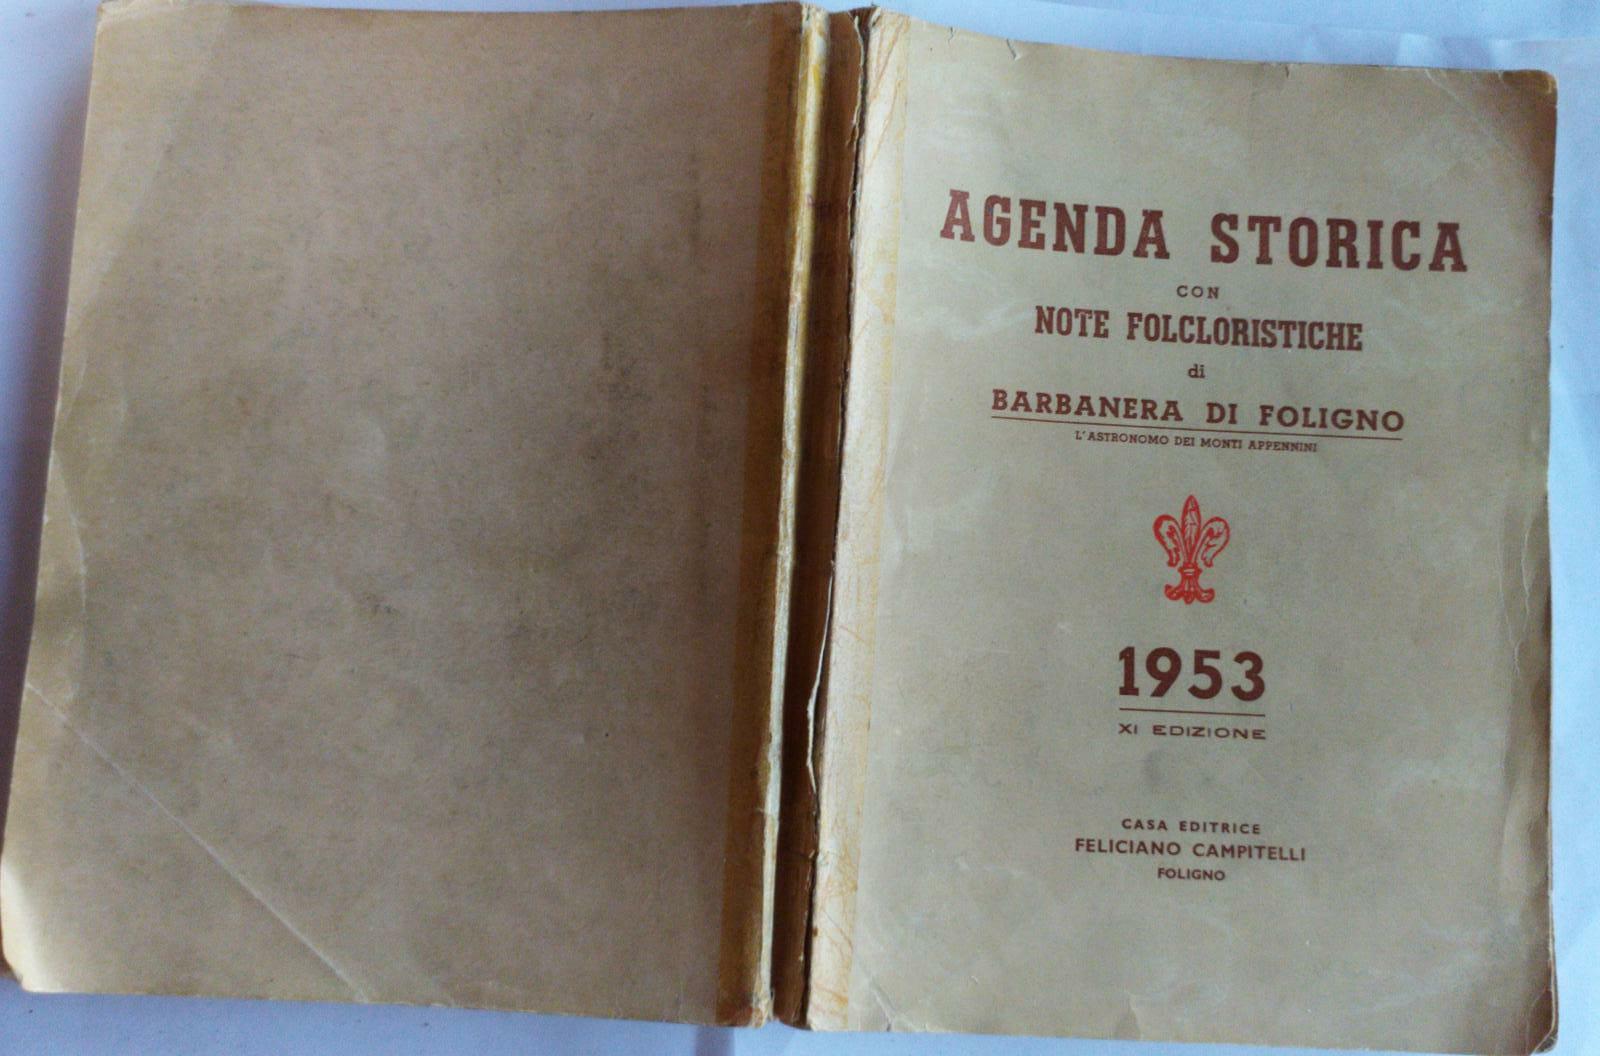 AGENDA STORICA
CON
NOTE FOLCLORISTICHE
di
BARBANERA DI FOLIGNO
L'ASTRONOMO DEI MONTI APPENNINI
1953
XI EDIZIONE
CASA EDITRICE
FELICIANO CAMPITELLI
FOLIGNO